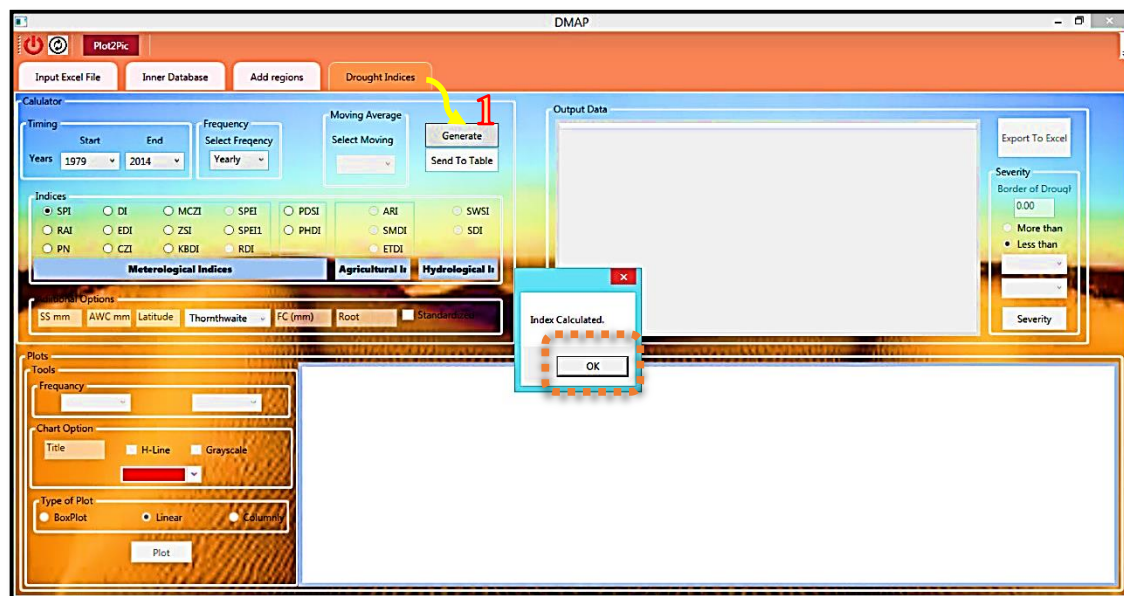 DMAP
Plot2Pic
Input Excel File
Inner Database
Add regions
Drought Indices
1
Calulator
Timing
Start
End
Years
1979
2014
Frequency
Select Freqency
Yearly
Moving Average
Select Moving
Generate
Send To Table
Indices
SPI
DI
MCZI
SPEI
PDSI
ARI
SWSI
RAI
EDI
ZSI
SPEI1
PHDI
SMDI
SDI
PN
CZI
KBDI
RDI
ETDI
Meterological Indices
Agricultural I
Hydrological I
Additional Options
SS mm
AWC mm
Latitude
Thornthwaite
FC (mm)
Root
Standardized
Output Data
Export To Excel
Severity
Border of Drough
0.00
More than
Less than
Severity
Index Calculated.
OK
Plots
Tools
Frequancy
Chart Option
Title
H-Line
Grayscale
Type of Plot
BoxPlot
Linear
Columnly
Plot